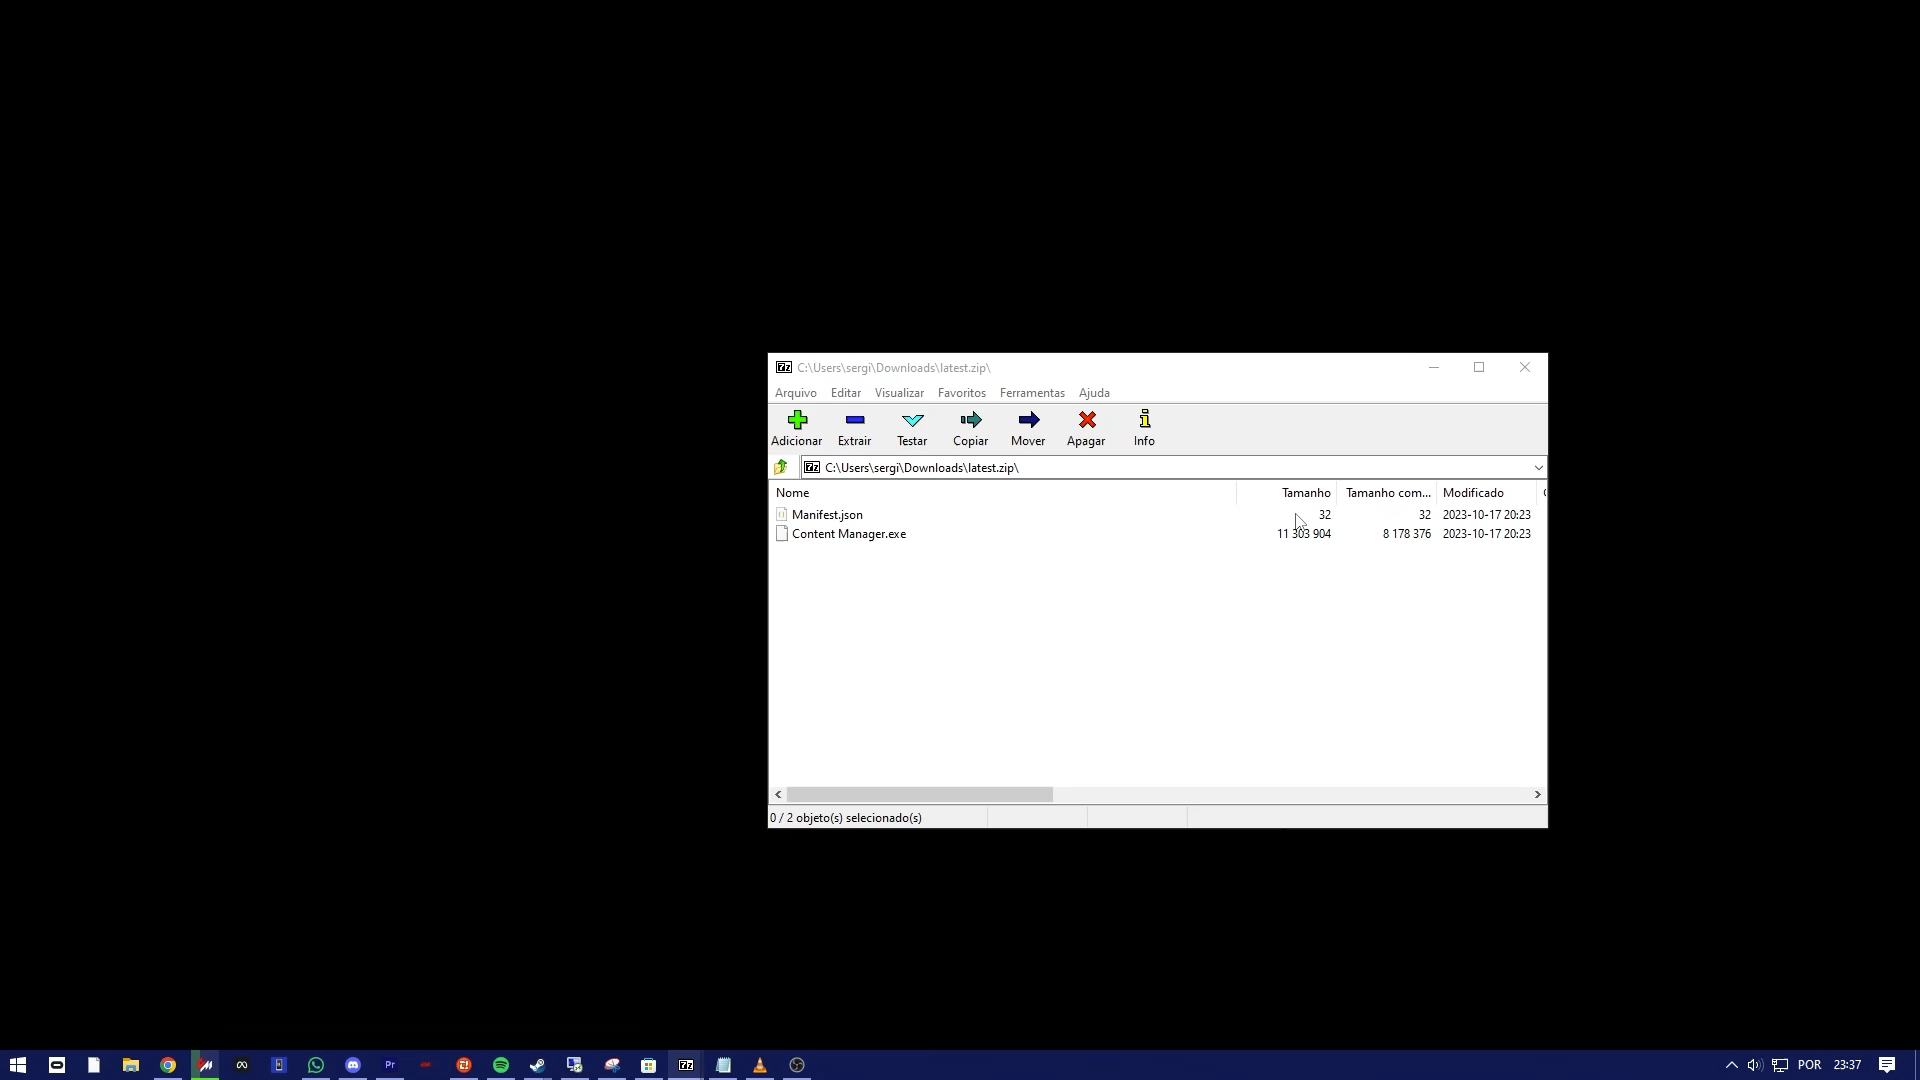 C:\Users\sergi\Downloads\latest.zip\
Arquivo Editar Visualizar Favoritos Ferramentas Ajuda
Adicionar Extrair Testar Copiar Mover Apagar Info
C:\Users\sergi\Downloads\latest.zip\
Nome Tamanho Tamanho com... Modificado
Manifest.json 32 32 2023-10-17 20:23
Content Manager.exe 11 303 904 8 178 376 2023-10-17 20:23
0 / 2 objeto(s) selecionado(s)
Pr 7z POR 23:37